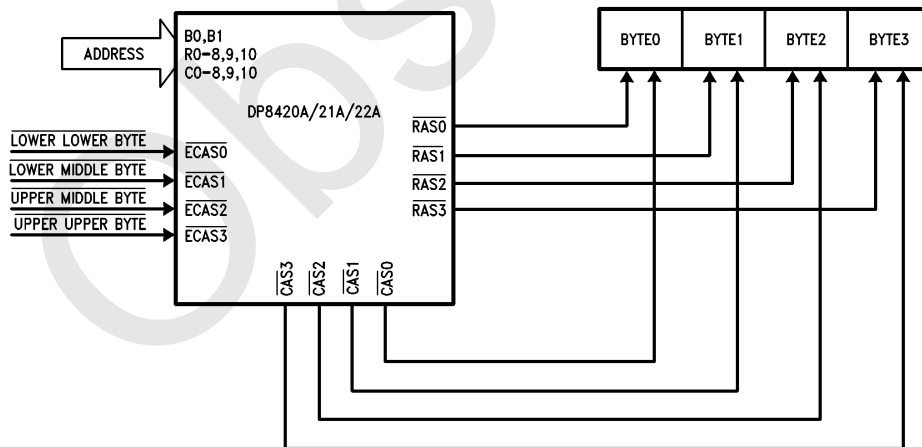 ADDRESS
B0,B1
R0-8,9,10
C0-8,9,10
DP8420A/21A/22A
LOWER LOWER BYTE
LOWER MIDDLE BYTE
UPPER MIDDLE BYTE
UPPER UPPER BYTE
ECAS0
ECAS1
ECAS2
ECAS3
RAS0
RAS1
RAS2
RAS3
CAS3
CAS2
CAS1
CAS0
BYTE0
BYTE1
BYTE2
BYTE3
Obs